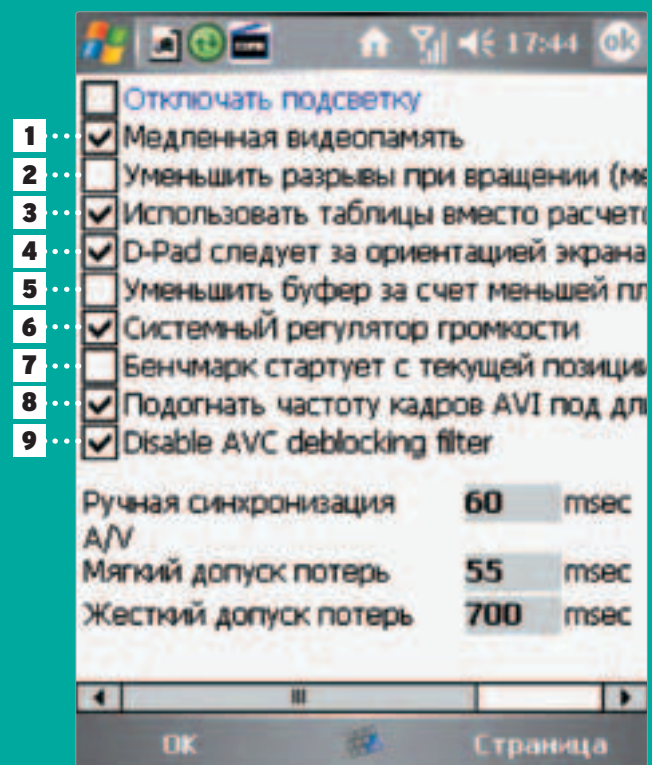 17:44 ok
Отключать подсветку
1 Медленная видеопамять
2 Уменьшить разрывы при вращении (ме
3 Использовать таблицы вместо расчето
4 D-Pad следует за ориентацией экрана
5 Уменьшить буфер за счет меньшей пл
6 СистемныЙ регулятор громкости
7 Бенчмарк стартует с текущей позиции
8 Подогнать частоту кадров AVI под дл
9 Disable AVC deblocking filter
Ручная синхронизация 60 msec
A/V
Мягкий допуск потерь 55 msec
Жесткий допуск потерь 700 msec
OK Страница